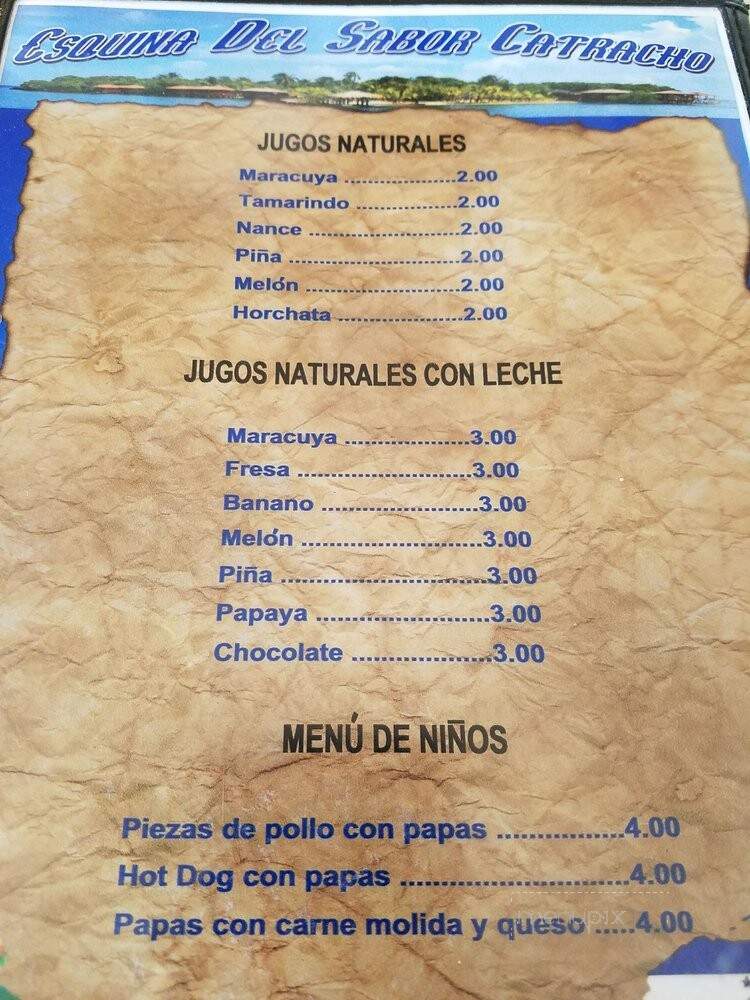 Esquina Del Sabor Catracho
JUGOS NATURALES
Maracuya ....................2.00
Tamarindo ..................2.00
Nance ...........................2.00
Piña ...............................2.00
Melón ............................2.00
Horchata ......................2.00
JUGOS NATURALES CON LECHE
Maracuya ....................3.00
Fresa ............................3.00
Banano .........................3.00
Melón .............................3.00
Piña .................................3.00
Papaya ............................3.00
Chocolate ......................3.00
MENÚ DE NIÑOS
Piezas de pollo con papas ................4.00
Hot Dog con papas .............................4.00
Papas con carne molida y queso .....4.00
menupix